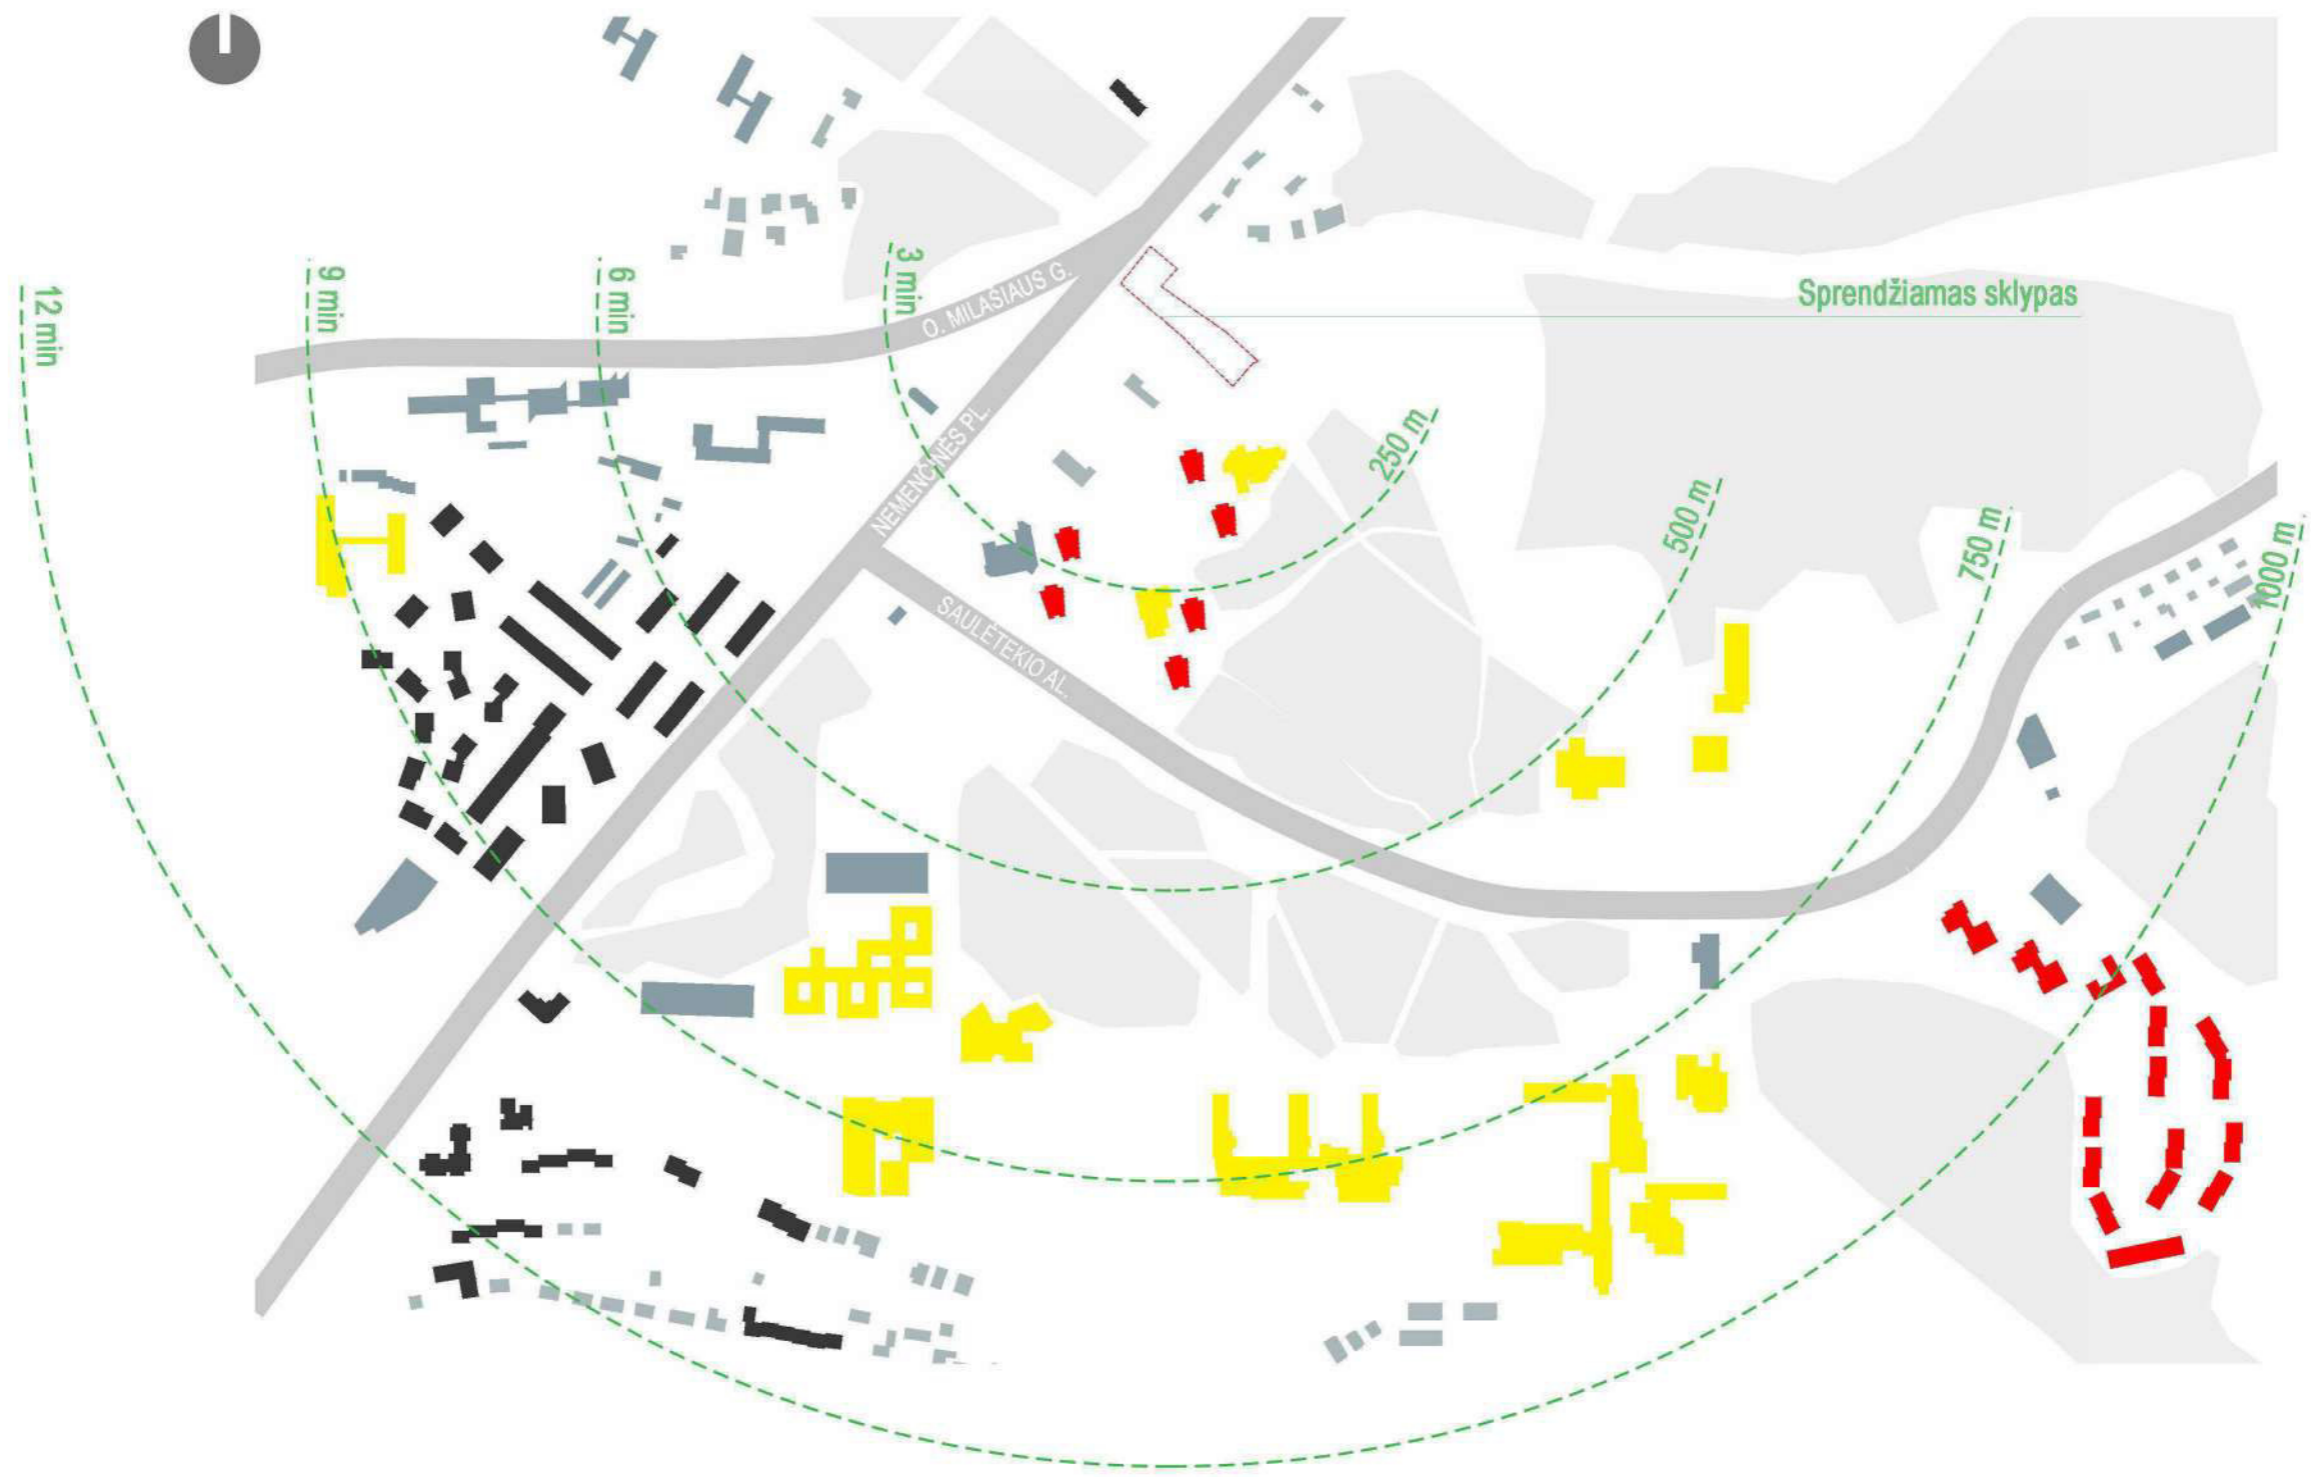 12 min
9 min
6 min
3 min
O. MILAŠIAUS G.
Sprendžiamas sklypas
NEMENČINĖS PL.
SAULĖTEKIO AL.
250 m
500 m
750 m
1000 m